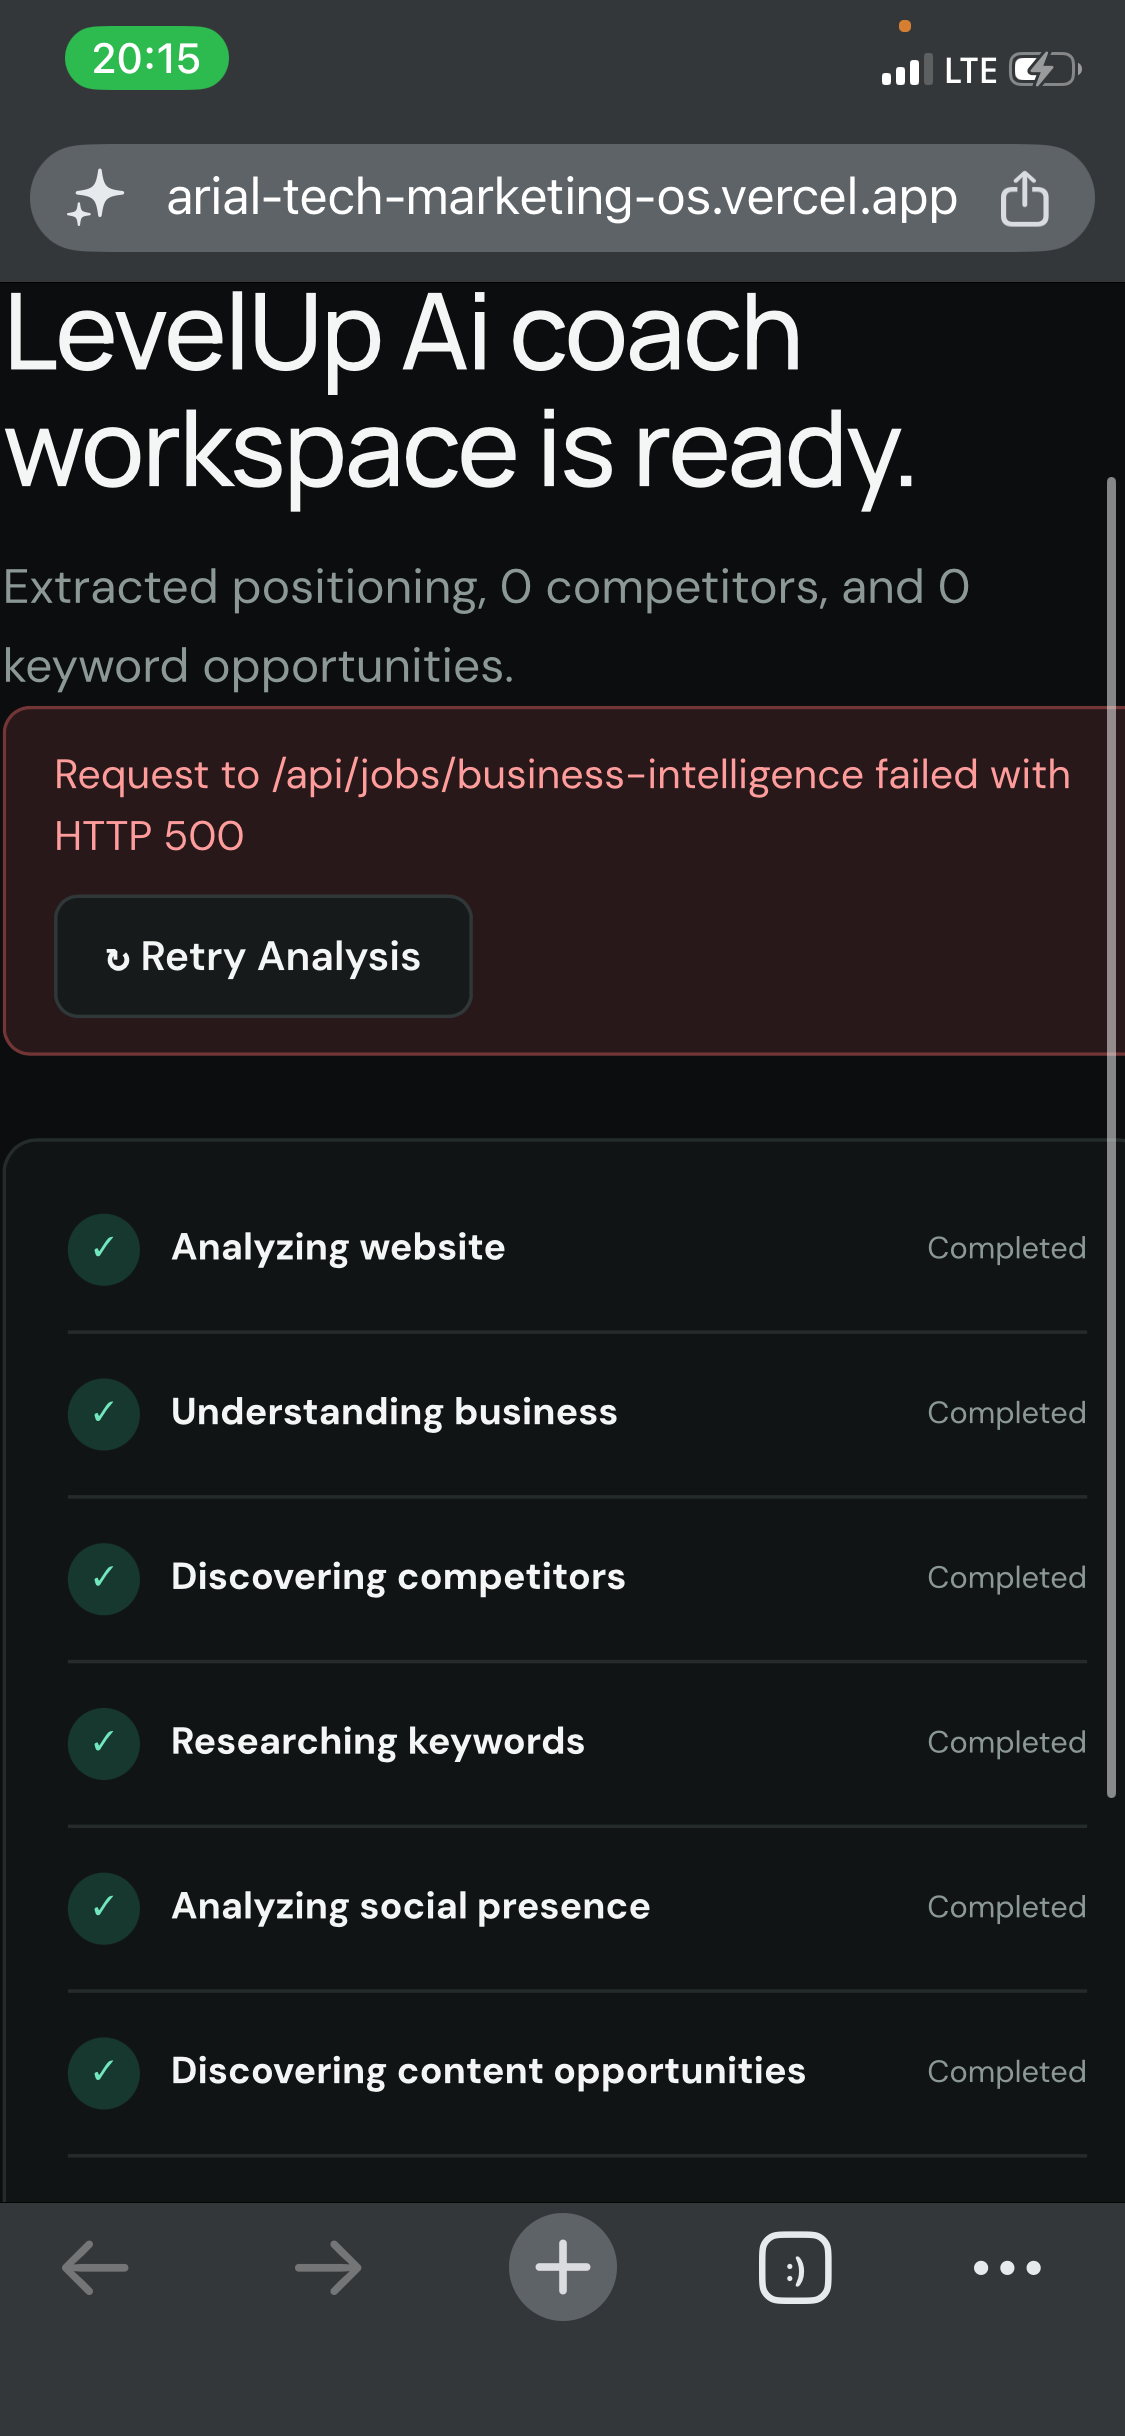 20:15
LTE
arial-tech-marketing-os.vercel.app
LevelUp Ai coach
workspace is ready.
Extracted positioning, 0 competitors, and 0
keyword opportunities.
Request to /api/jobs/business-intelligence failed with
HTTP 500
↻ Retry Analysis
✓ Analyzing website Completed
✓ Understanding business Completed
✓ Discovering competitors Completed
✓ Researching keywords Completed
✓ Analyzing social presence Completed
✓ Discovering content opportunities Completed
:)